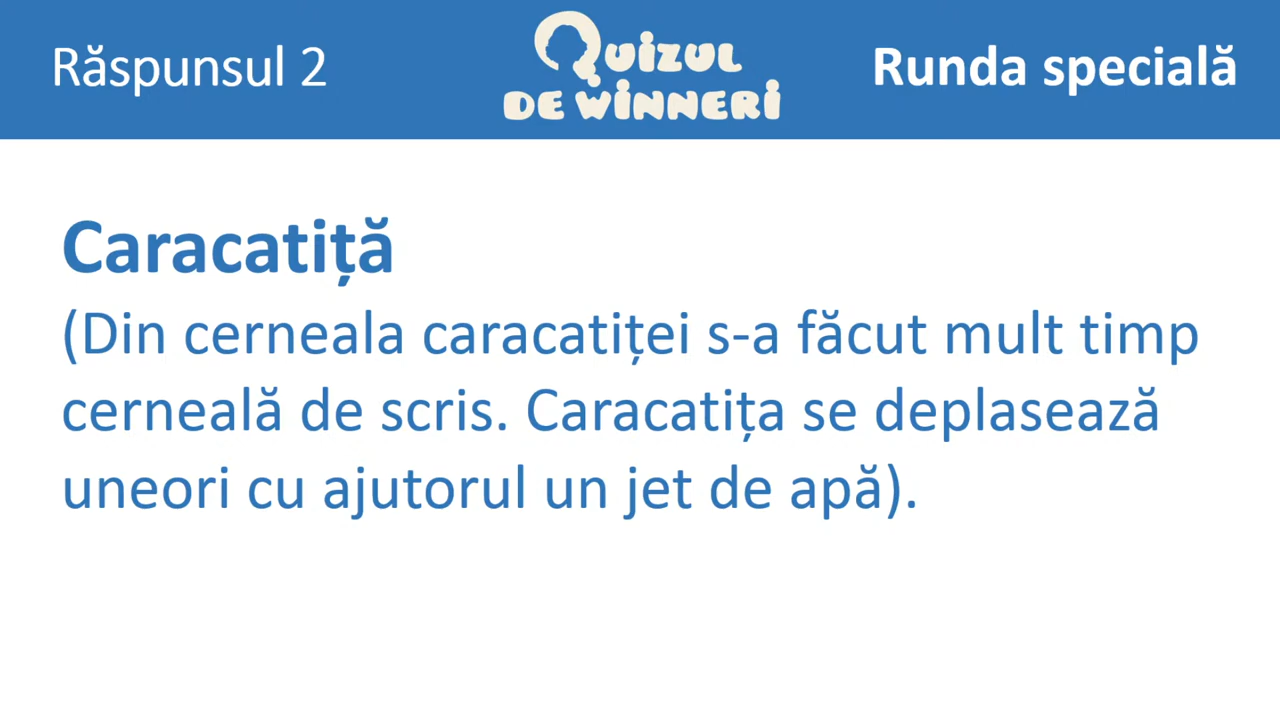 Răspunsul 2
QUIZUL
DE WINNERI
Runda specială
Caracatiță
(Din cerneala caracatiței s-a făcut mult timp
cerneală de scris. Caracatița se deplasează
uneori cu ajutorul un jet de apă).